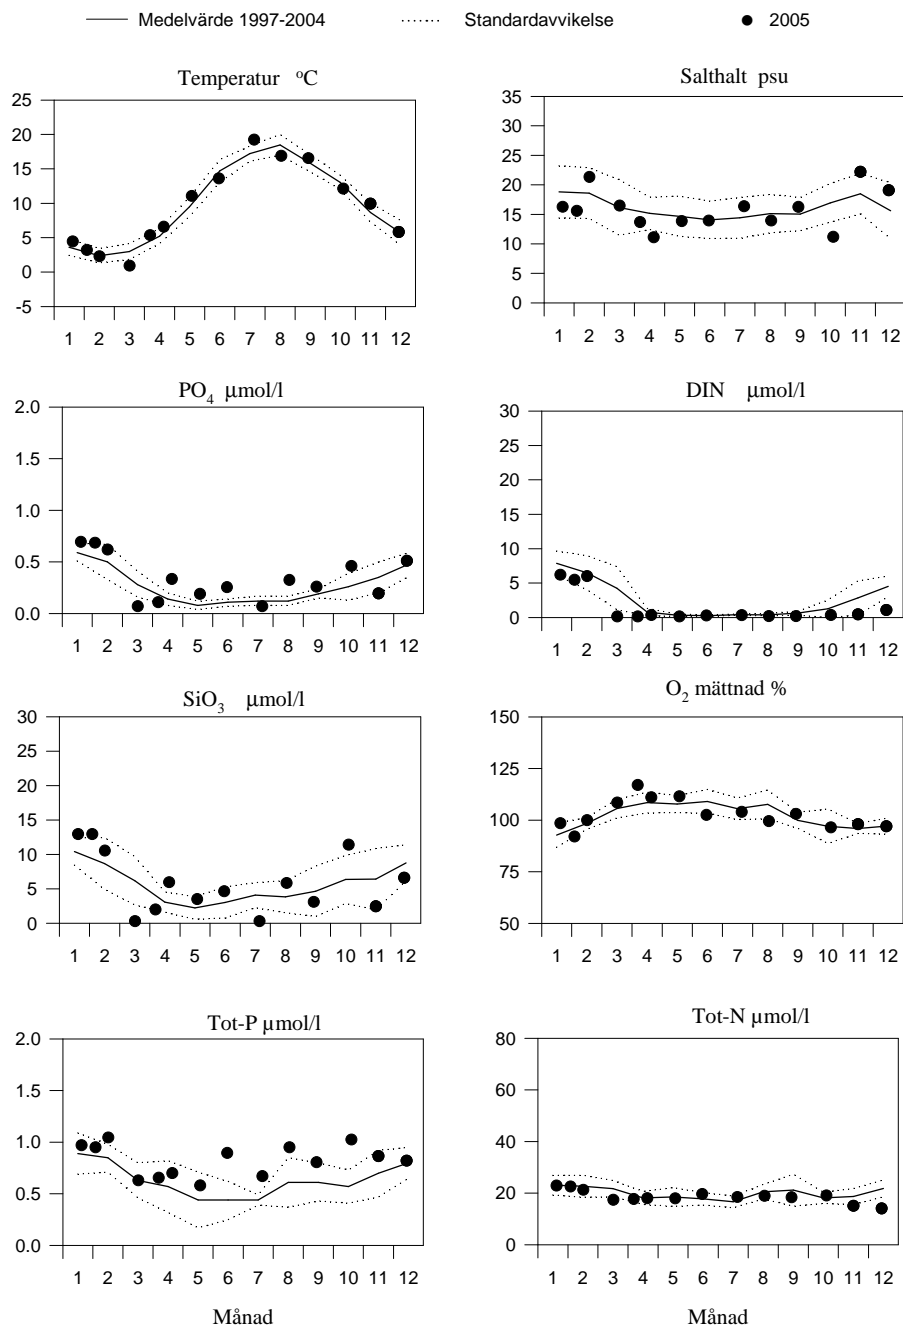 Medelvärde 1997-2004 Standardavvikelse 2005
Temperatur °C
25
20
15
10
5
0
-5
1 2 3 4 5 6 7 8 9 10 11 12
Salthalt psu
35
30
25
20
15
10
5
0
1 2 3 4 5 6 7 8 9 10 11 12
PO4 µmol/l
2.0
1.5
1.0
0.5
0.0
1 2 3 4 5 6 7 8 9 10 11 12
DIN µmol/l
30
25
20
15
10
5
0
1 2 3 4 5 6 7 8 9 10 11 12
SiO3 µmol/l
30
25
20
15
10
5
0
1 2 3 4 5 6 7 8 9 10 11 12
O2 mättnad %
150
125
100
75
50
1 2 3 4 5 6 7 8 9 10 11 12
Tot-P µmol/l
2.0
1.5
1.0
0.5
0.0
1 2 3 4 5 6 7 8 9 10 11 12
Månad
Tot-N µmol/l
80
60
40
20
0
1 2 3 4 5 6 7 8 9 10 11 12
Månad